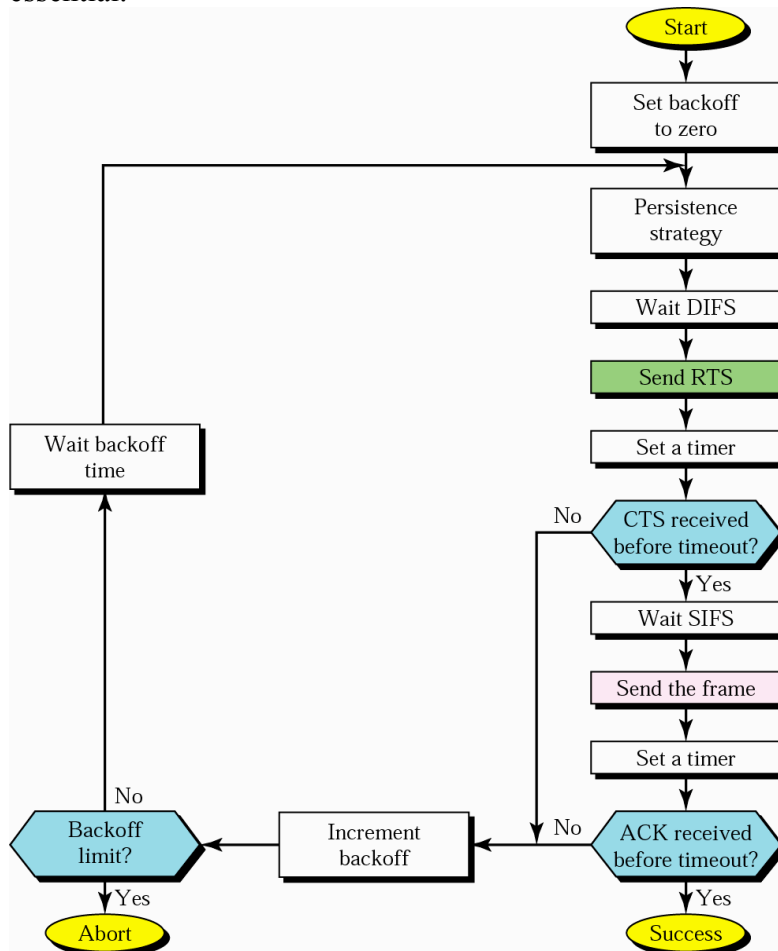 essential.
Start
Set backoff
to zero
Persistence
strategy
Wait DIFS
Send RTS
Wait backoff
time
Set a timer
No
CTS received
before timeout?
Yes
Wait SIFS
Send the frame
Set a timer
No
Backoff
limit?
Increment
backoff
No
ACK received
before timeout?
Yes
Yes
Abort
Success